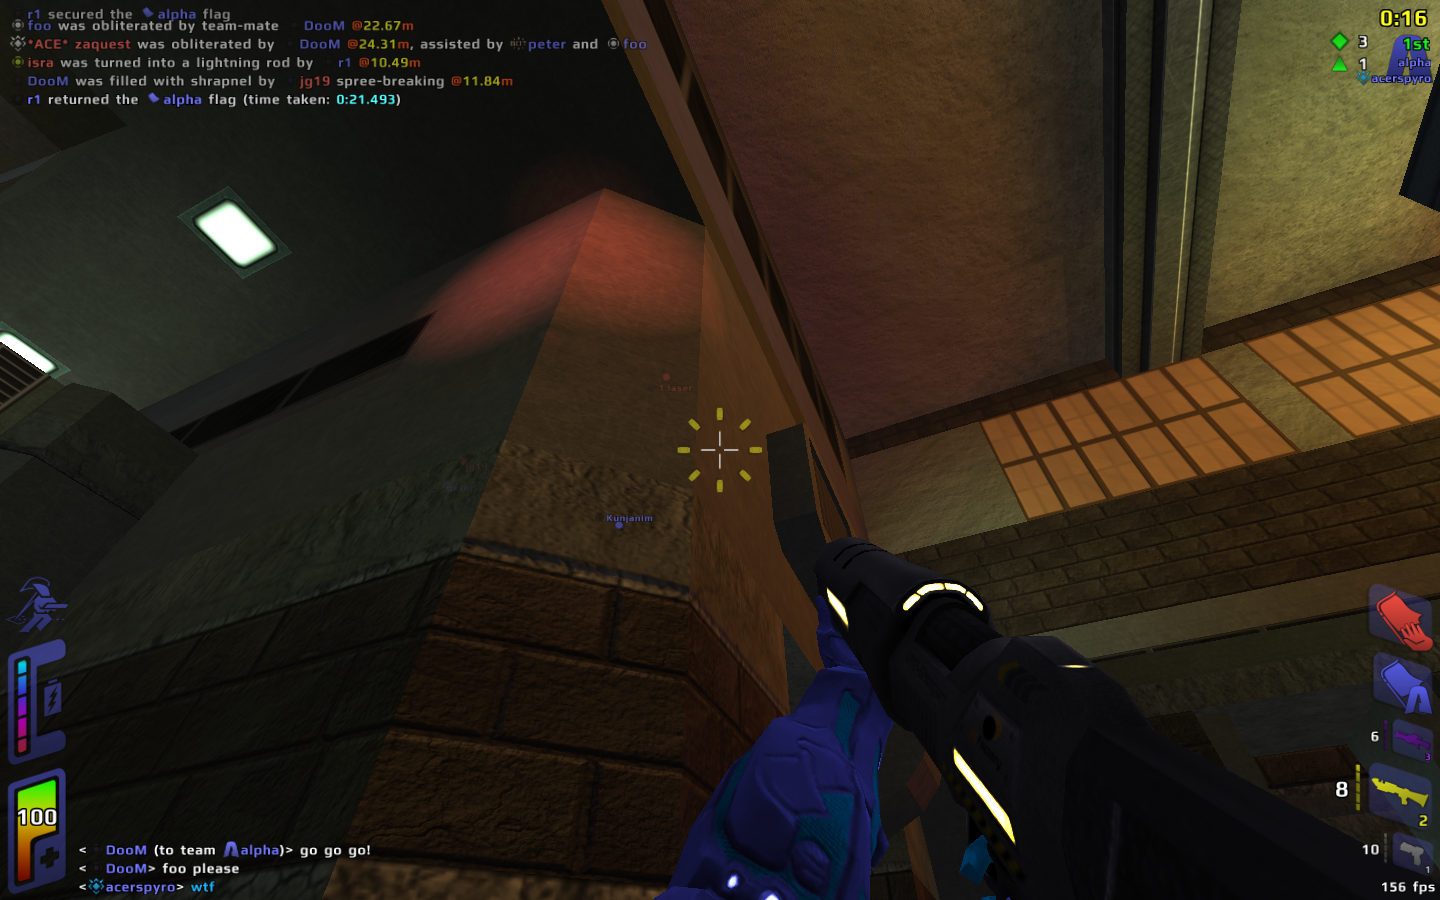 r1 secured the alpha flag
foo was obliterated by team-mate DooM @22.67m
*ACE* zaquest was obliterated by DooM @24.31m, assisted by peter and foo
isra was turned into a lightning rod by r1 @10.49m
DooM was filled with shrapnel by jg19 spree-breaking @11.84m
r1 returned the alpha flag (time taken: 0:21.493)
0:16
3 1st
alpha
1
acerspyro
laser
Kunjanim
100
6
3
8
2
10
1
< DooM (to team alpha)> go go go!
< DooM> foo please
<acerspyro> wtf
156 fps